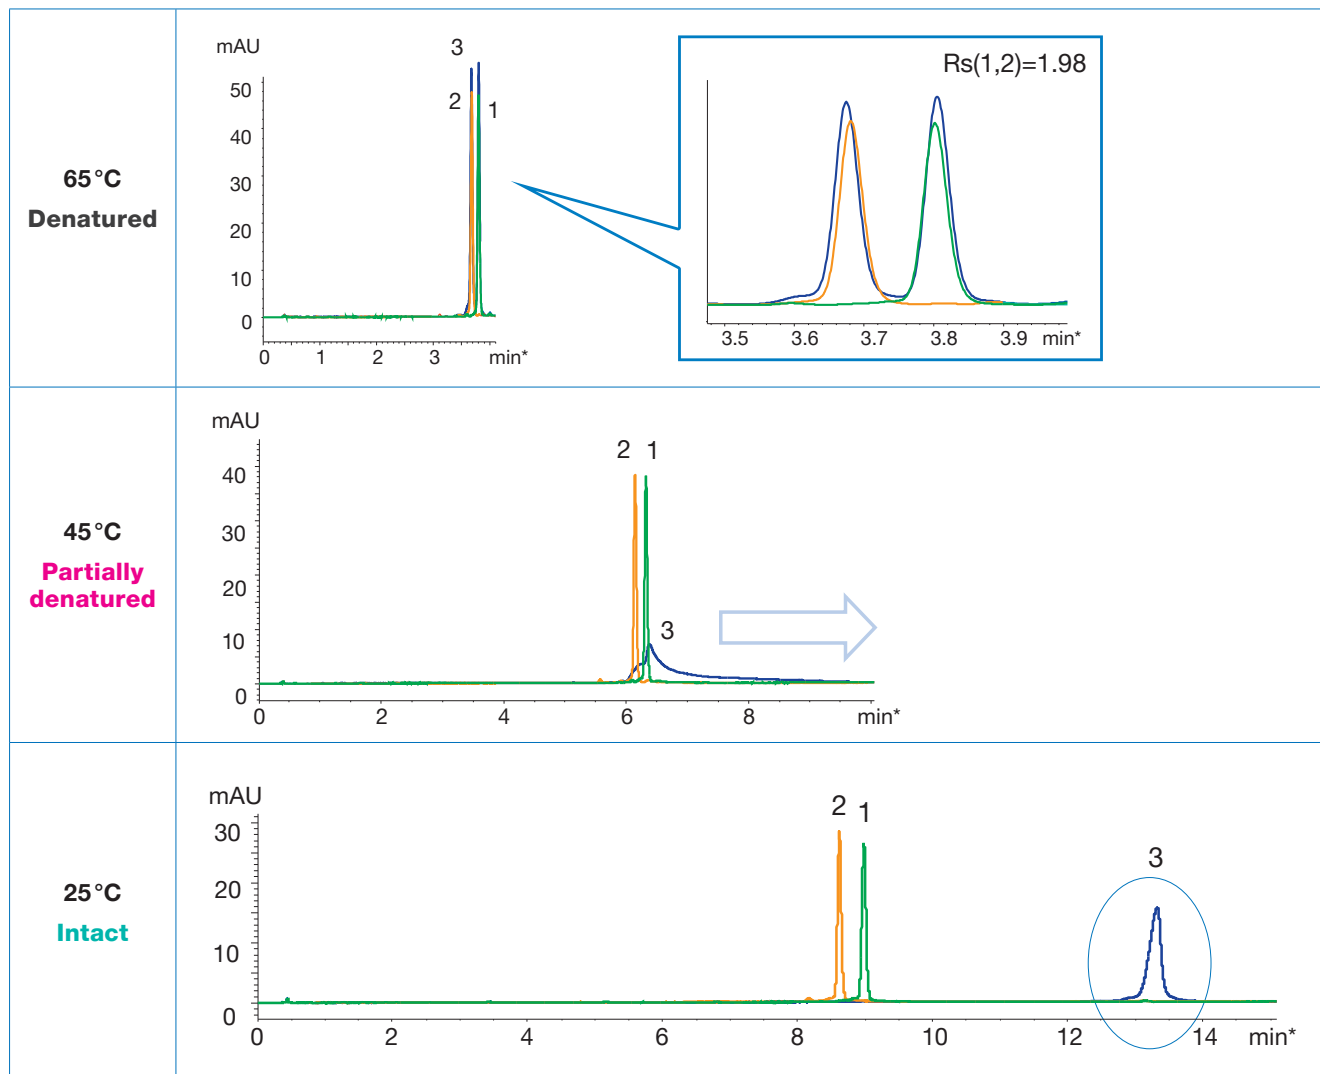 65 °C
Denatured
mAU
3
2
1
50
40
30
20
10
0
0 1 2 3 min*
Rs(1,2)=1.98
3.5 3.6 3.7 3.8 3.9 min*
45 °C
Partially
denatured
mAU
2 1
3
40
30
20
10
0
0 2 4 6 8 min*
25 °C
Intact
mAU
2 1
3
30
20
10
0
0 2 4 6 8 10 12 14 min*